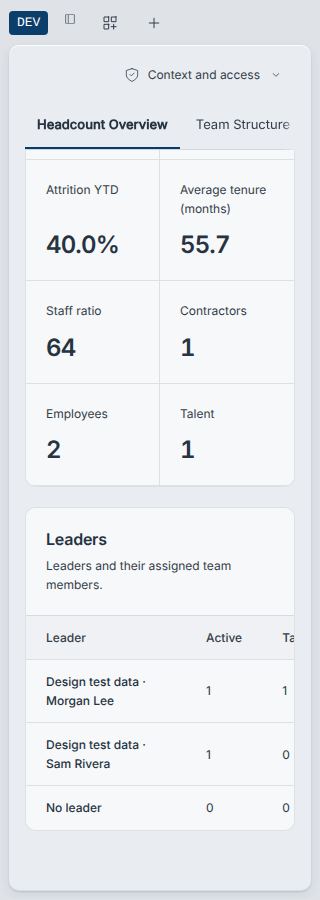 DEV
Context and access
Headcount Overview
Team Structure
Attrition YTD
40.0%
Average tenure
(months)
55.7
Staff ratio
64
Contractors
1
Employees
2
Talent
1
Leaders
Leaders and their assigned team
members.
Leader Active Ta
Design test data ·
Morgan Lee
1 1
Design test data ·
Sam Rivera
1 0
No leader 0 0